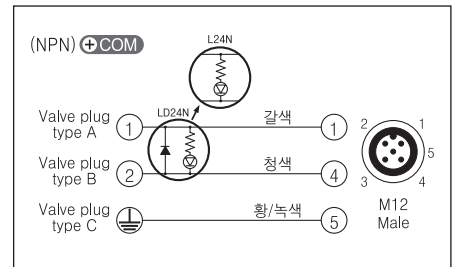 (NPN) ⊕COM
L24N
LD24N
Valve plug
type A
1
갈색
1
Valve plug
type B
2
청색
4
Valve plug
type C
황/녹색
5
2
1
5
3
4
M12
Male